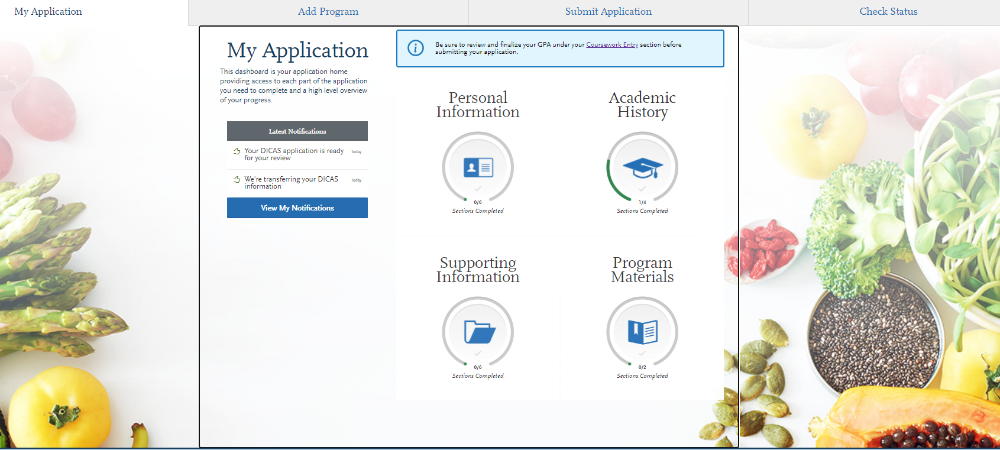 My Application
Add Program
Submit Application
Check Status
My Application
This dashboard is your application home
providing access to each part of the application
you need to complete and a high level overview
of your progress.
Latest Notifications
Your DICAS application is ready
for your review
today
We're transferring your DICAS
information
today
View My Notifications
Be sure to review and finalize your GPA under your Coursework Entry section before
submitting your application.
Personal
Information
0/6
Sections Completed
Academic
History
1/4
Sections Completed
Supporting
Information
0/6
Sections Completed
Program
Materials
0/2
Sections Completed